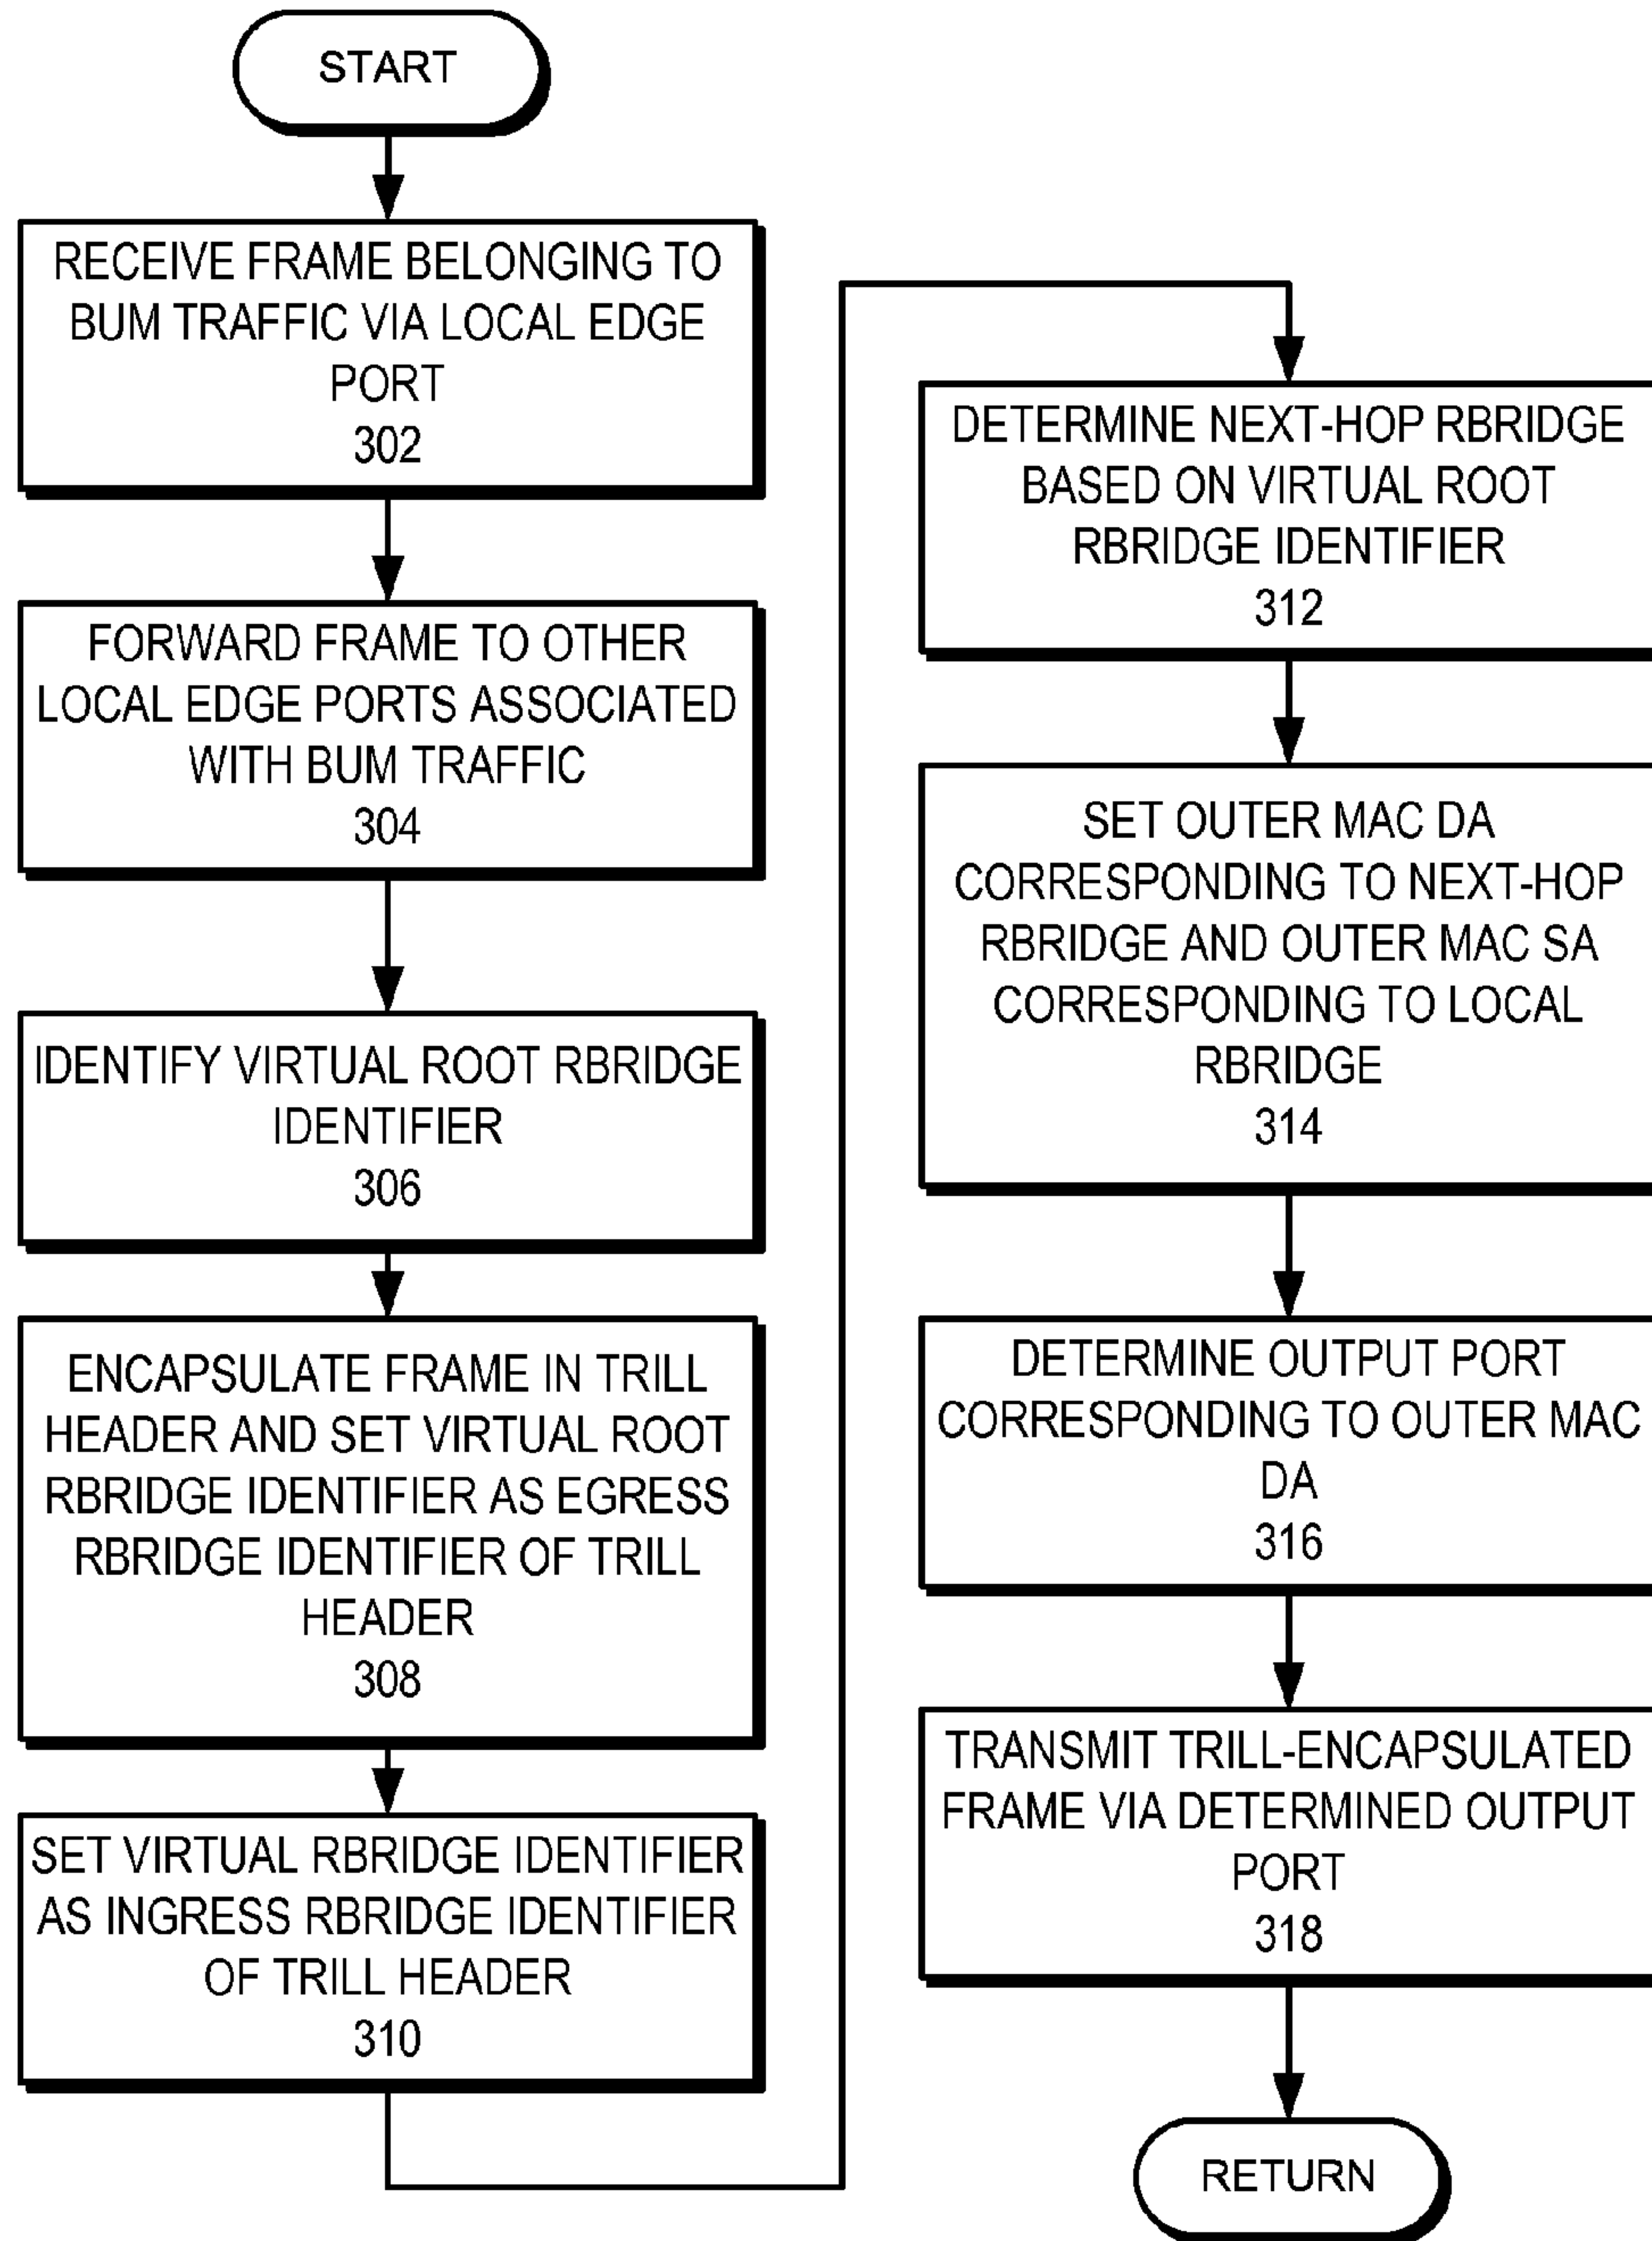 START
RECEIVE FRAME BELONGING TO
BUM TRAFFIC VIA LOCAL EDGE
PORT
302
FORWARD FRAME TO OTHER
LOCAL EDGE PORTS ASSOCIATED
WITH BUM TRAFFIC
304
IDENTIFY VIRTUAL ROOT RBRIDGE
IDENTIFIER
306
ENCAPSULATE FRAME IN TRILL
HEADER AND SET VIRTUAL ROOT
RBRIDGE IDENTIFIER AS EGRESS
RBRIDGE IDENTIFIER OF TRILL
HEADER
308
SET VIRTUAL RBRIDGE IDENTIFIER
AS INGRESS RBRIDGE IDENTIFIER
OF TRILL HEADER
310
DETERMINE NEXT-HOP RBRIDGE
BASED ON VIRTUAL ROOT
RBRIDGE IDENTIFIER
312
SET OUTER MAC DA
CORRESPONDING TO NEXT-HOP
RBRIDGE AND OUTER MAC SA
CORRESPONDING TO LOCAL
RBRIDGE
314
DETERMINE OUTPUT PORT
CORRESPONDING TO OUTER MAC
DA
316
TRANSMIT TRILL-ENCAPSULATED
FRAME VIA DETERMINED OUTPUT
PORT
318
RETURN